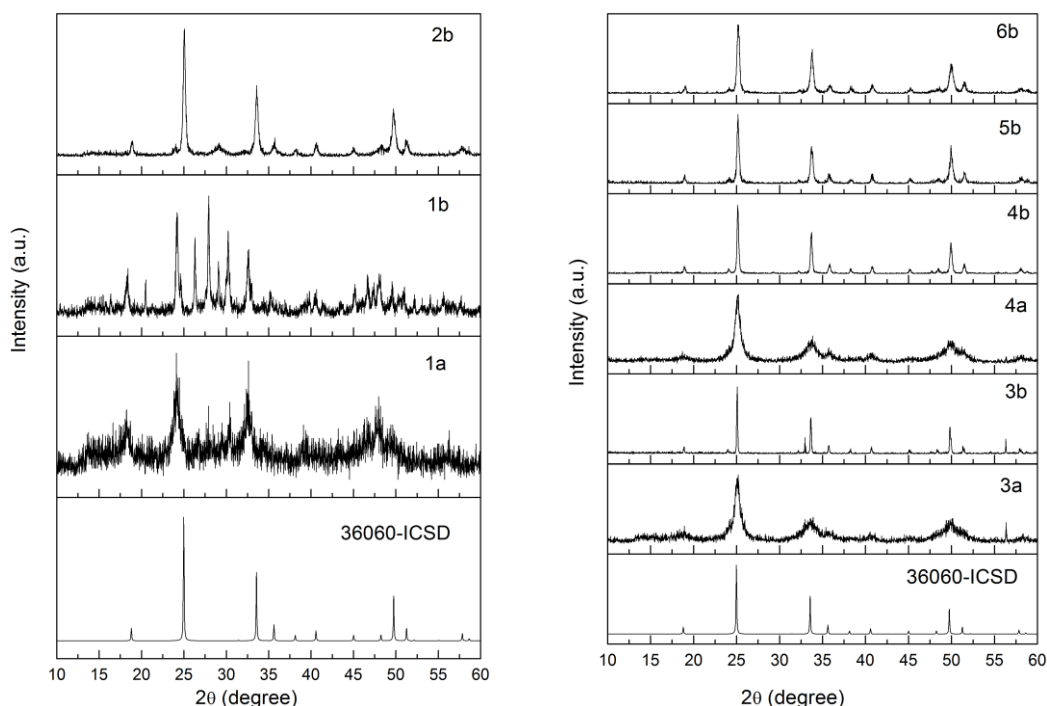 2b
1b
1a
36060-ICSD
Intensity (a.u.)
10 15 20 25 30 35 40 45 50 55 60
2θ (degree)
6b
5b
4b
4a
3b
3a
36060-ICSD
Intensity (a.u.)
10 15 20 25 30 35 40 45 50 55 60
2θ (degree)